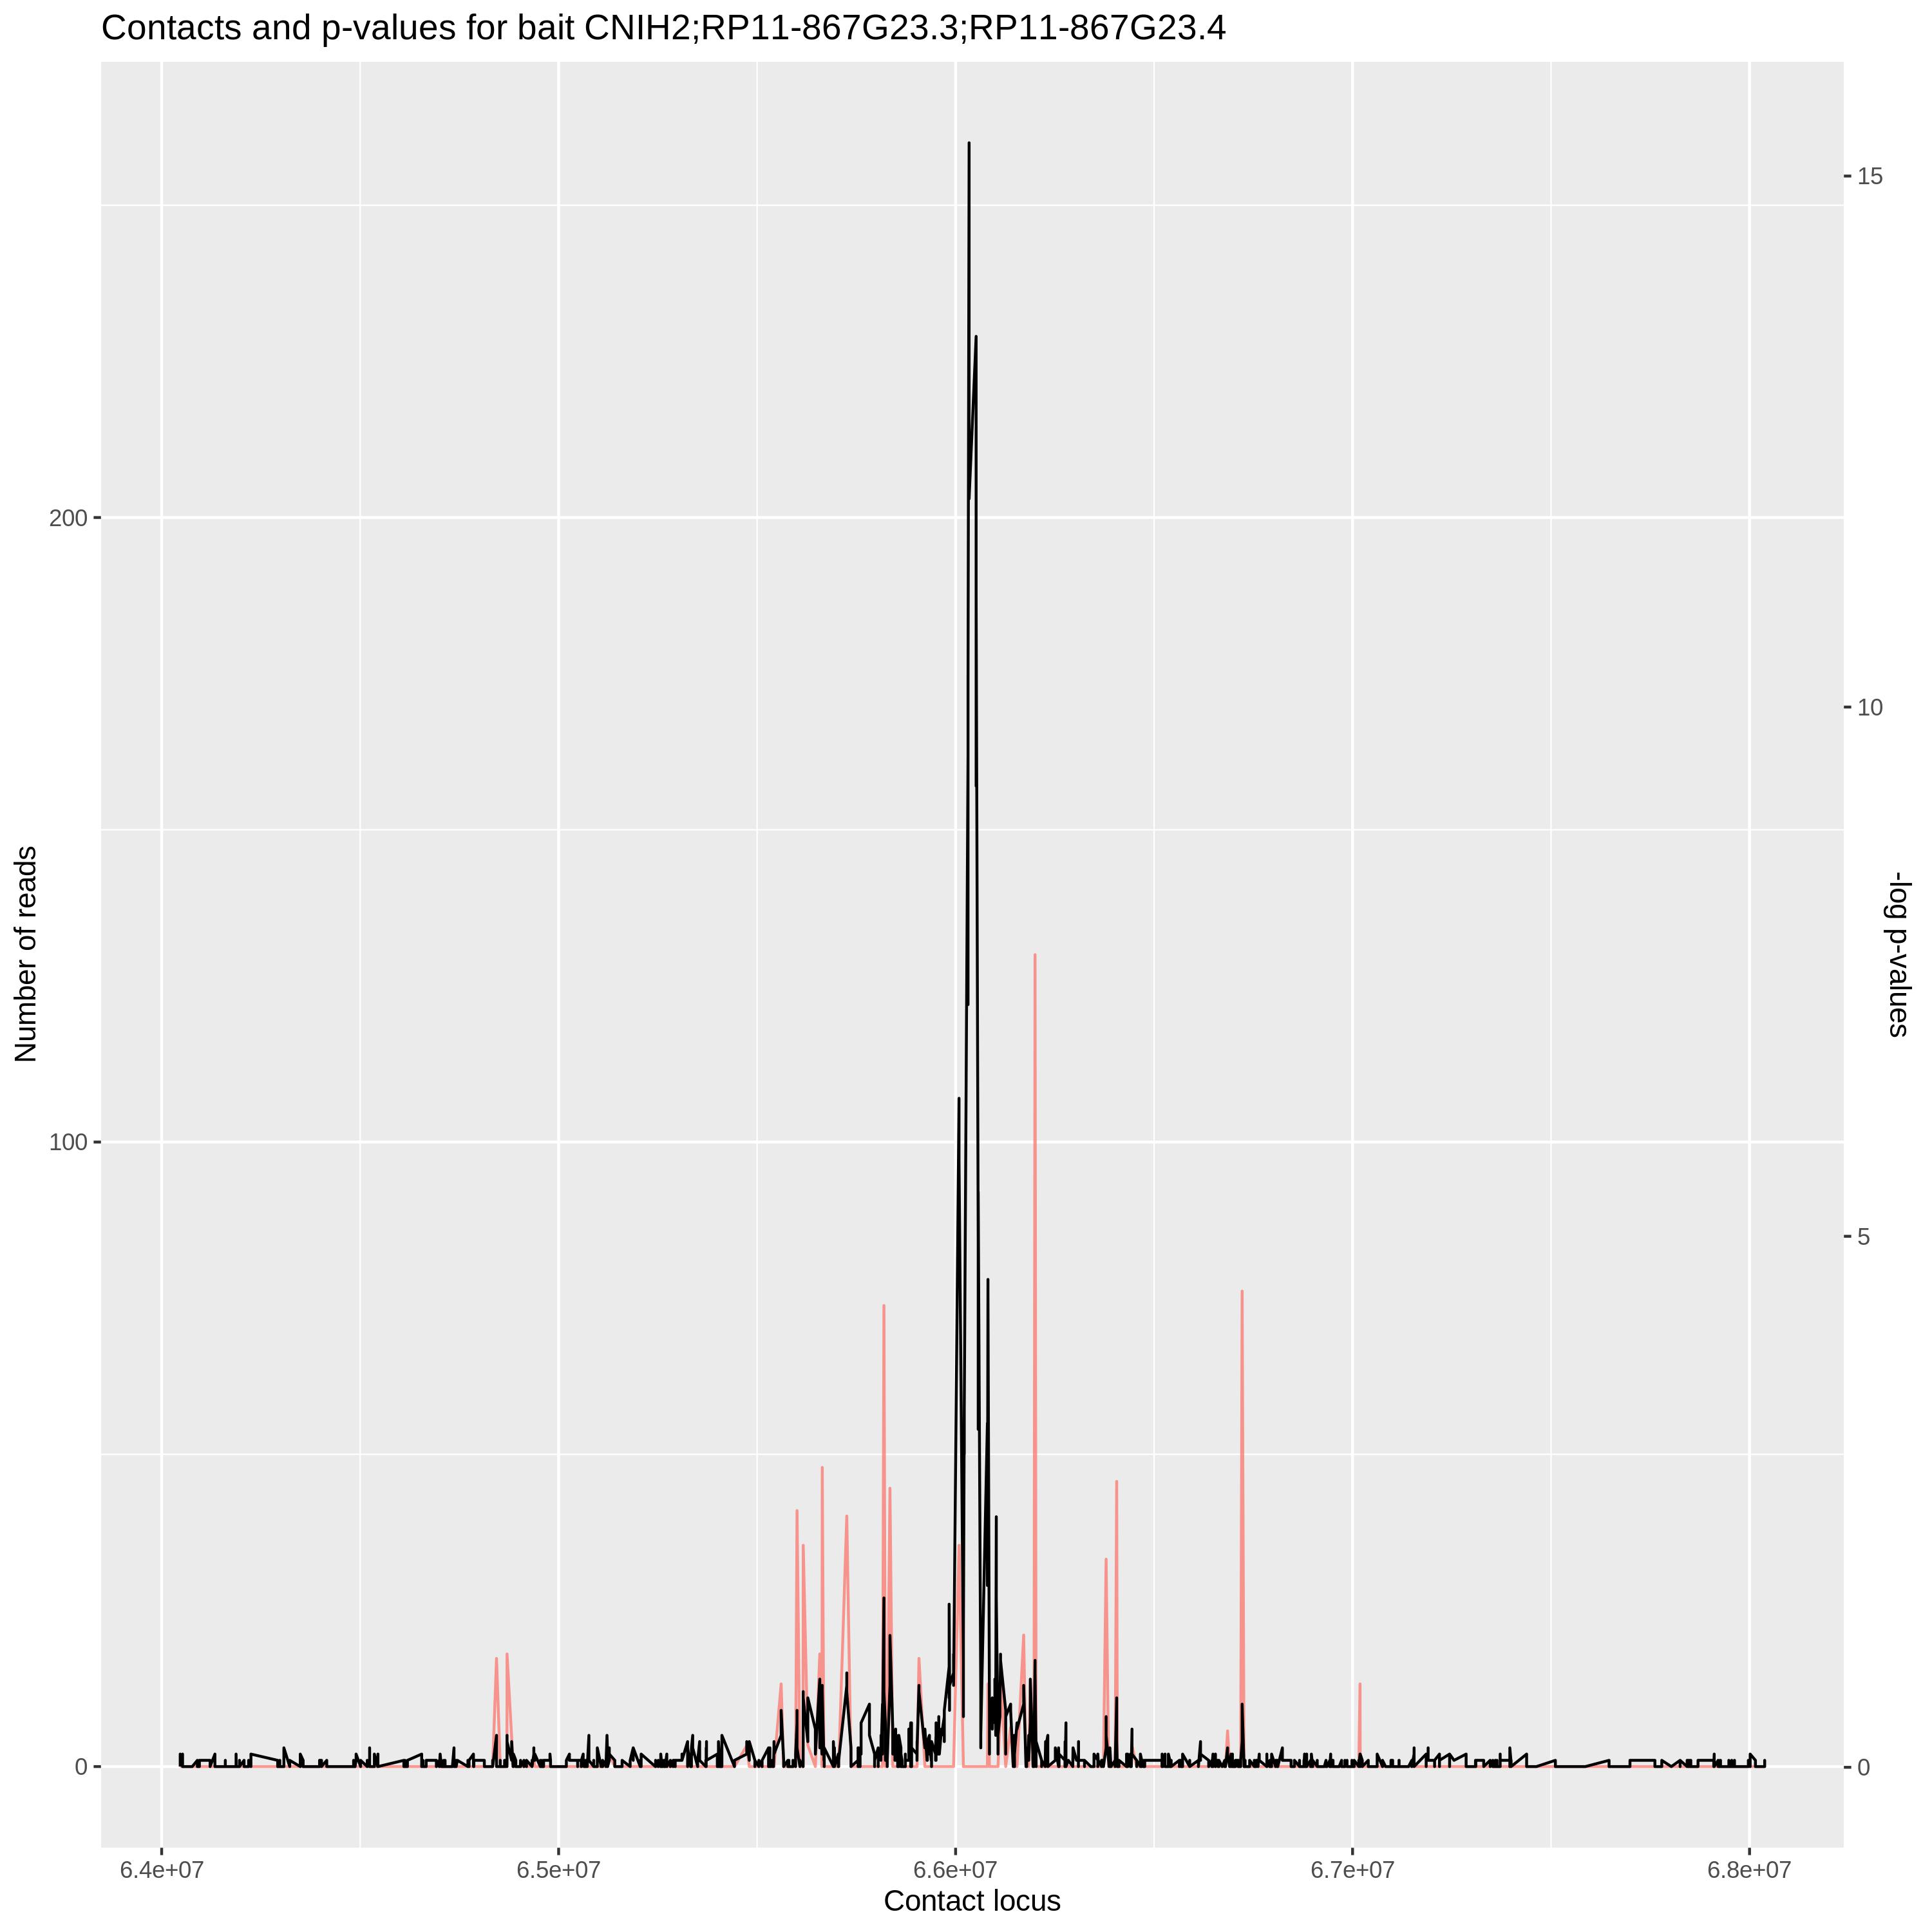 Contacts and p-values for bait CNIH2;RP11-867G23.3;RP11-867G23.4
Number of reads
200
100
0
15
10
5
0
-log p-values
6.4e+07
6.5e+07
6.6e+07
6.7e+07
6.8e+07
Contact locus